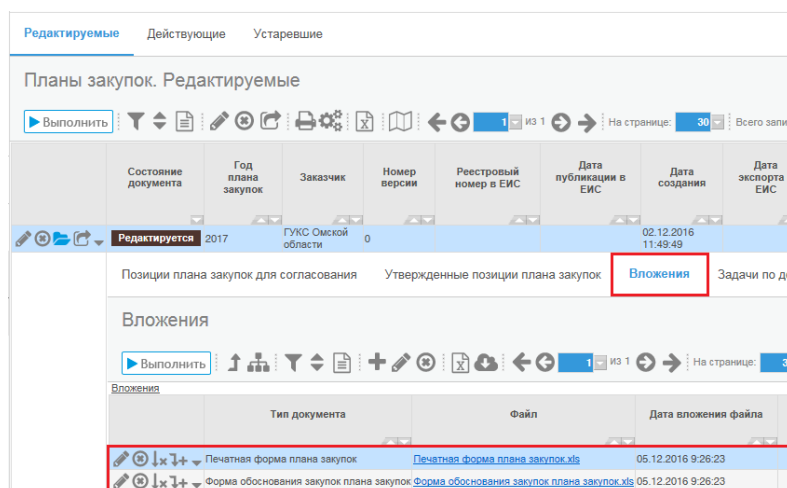 Редактируемые Действующие Устаревшие
Планы закупок. Редактируемые
Выполнить 1 из 1 На странице: 30 Всего запи
Состояние документа Год плана закупок Заказчик Номер версии Реестровый номер в ЕИС Дата публикации в ЕИС Дата создания Дата экспорта ЕИС
Редактируется 2017 ГУКС Омской области 0 02.12.2016 11:49:49
Позиции плана закупок для согласования Утвержденные позиции плана закупок Вложения Задачи по д
Вложения
Выполнить 1 из 1 На странице: 3
Вложения
Тип документа Файл Дата вложения файла
Печатная форма плана закупок Печатная форма плана закупок.xls 05.12.2016 9:26:23
Форма обоснования закупок плана закупок Форма обоснования закупок плана закупок.xls 05.12.2016 9:26:23